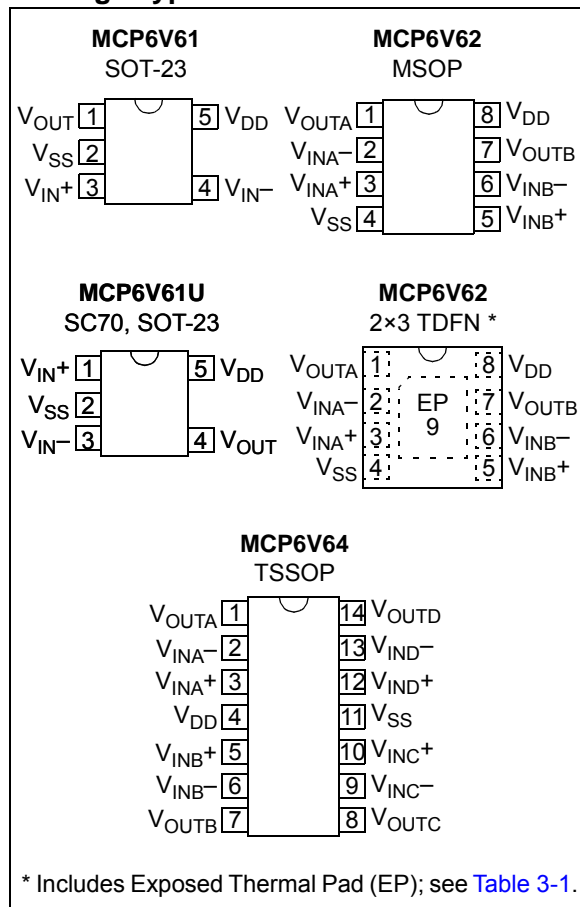 MCP6V61
SOT-23
VOUT 1 5 VDD
VSS 2
VIN+ 3 4 VIN–
MCP6V62
MSOP
VOUTA 1 8 VDD
VINA– 2 7 VOUTB
VINA+ 3 6 VINB–
VSS 4 5 VINB+
MCP6V61U
SC70, SOT-23
VIN+ 1 5 VDD
VSS 2
VIN– 3 4 VOUT
MCP6V62
2×3 TDFN *
VOUTA 1 8 VDD
VINA– 2 EP 7 VOUTB
VINA+ 3 9 6 VINB–
VSS 4 5 VINB+
MCP6V64
TSSOP
VOUTA 1 14 VOUTD
VINA– 2 13 VIND–
VINA+ 3 12 VIND+
VDD 4 11 VSS
VINB+ 5 10 VINC+
VINB– 6 9 VINC–
VOUTB 7 8 VOUTC
* Includes Exposed Thermal Pad (EP); see Table 3-1.